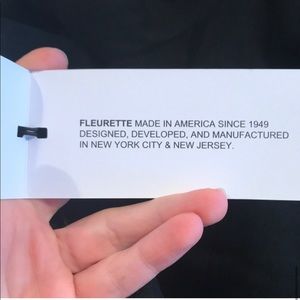 FLEURETTE MADE IN AMERICA SINCE 1949
DESIGNED, DEVELOPED, AND MANUFACTURED
IN NEW YORK CITY & NEW JERSEY.